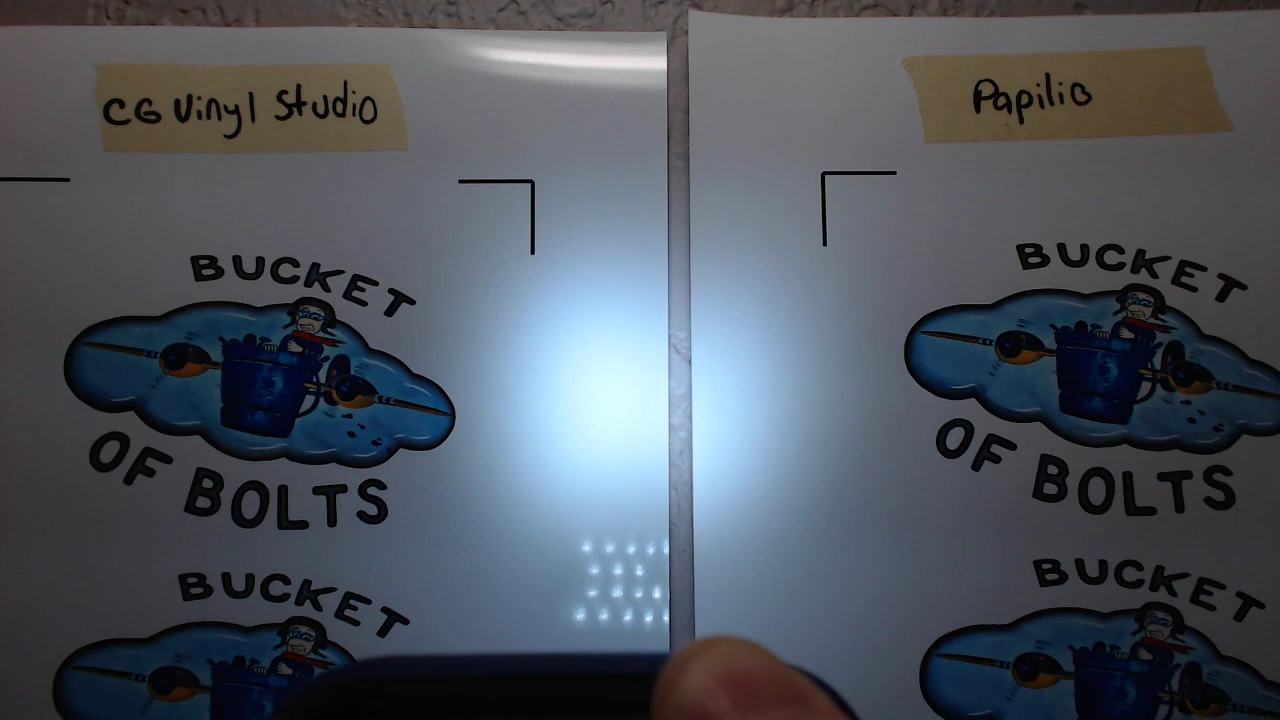 CG Vinyl Studio
Papilio
BUCKET
OF BOLTS
BUCKET
OF BOLTS
BUCKET
BUCKET